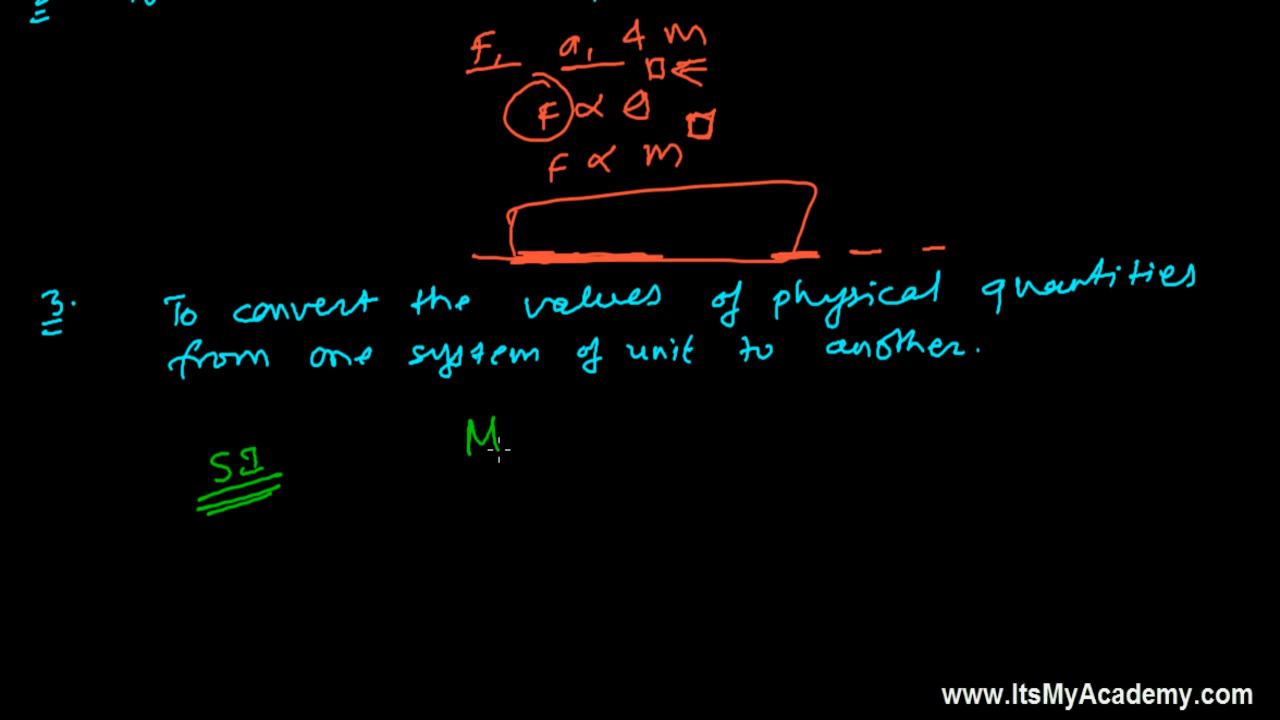 F, a, & m
F ∝ a
F ∝ m
3. To convert the values of physical quantities
from one system of unit to another.
SI M
www.ItsMyAcademy.com